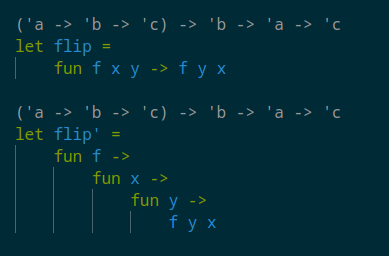 ('a -> 'b -> 'c) -> 'b -> 'a -> 'c
let flip =
    fun f x y -> f y x

('a -> 'b -> 'c) -> 'b -> 'a -> 'c
let flip' =
    fun f ->
        fun x ->
            fun y ->
                f y x